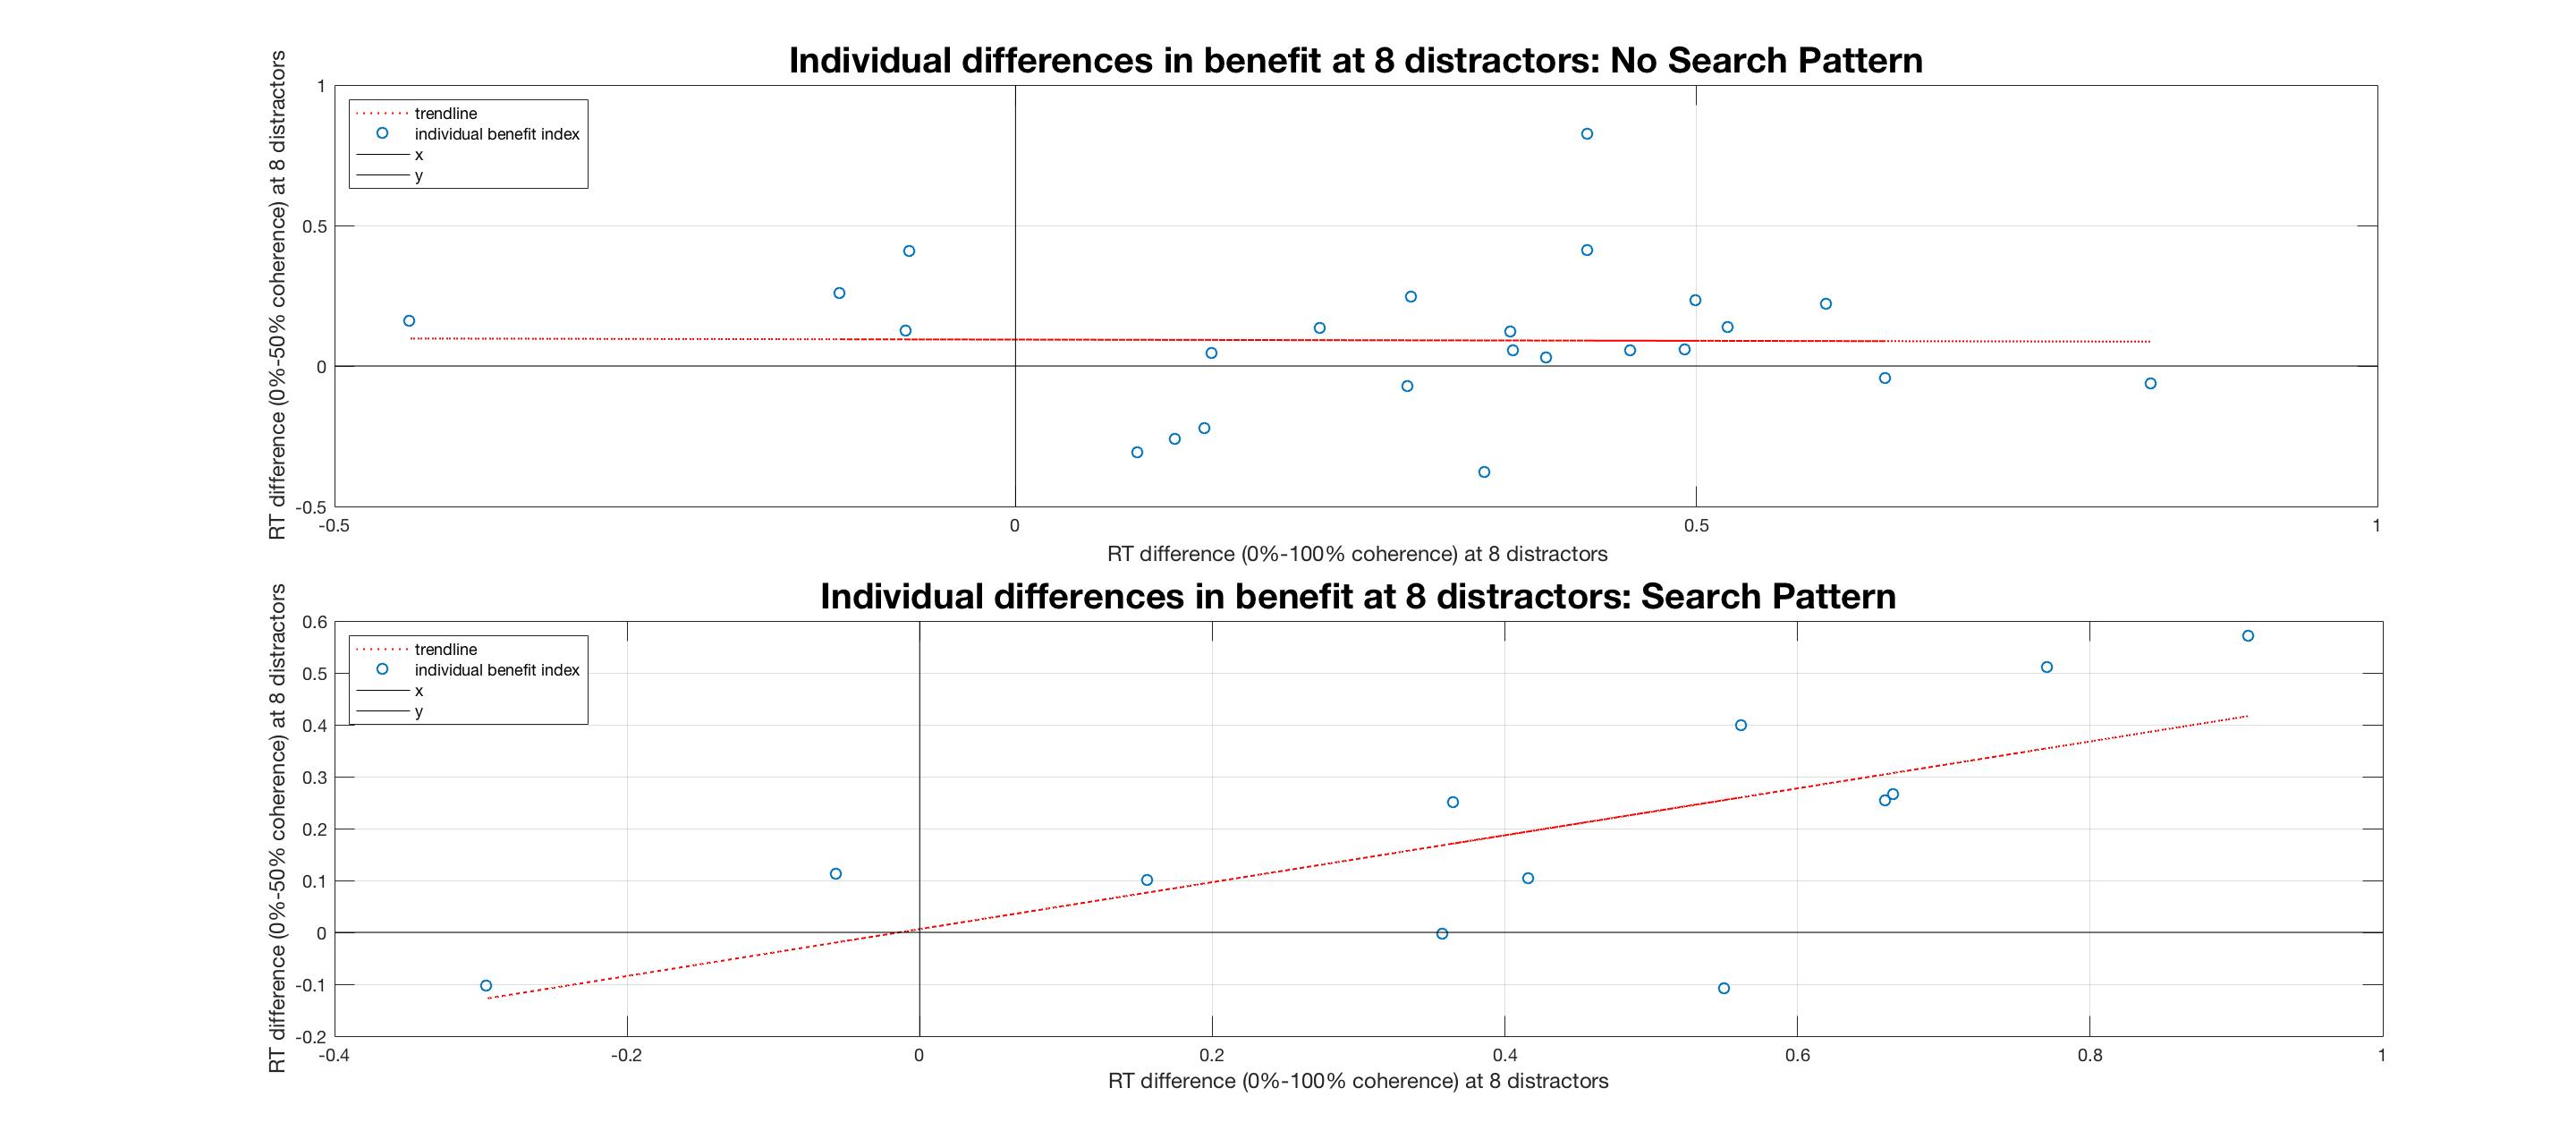 Individual differences in benefit at 8 distractors: No Search Pattern
RT difference (0%-50% coherence) at 8 distractors
1
0.5
0
-0.5
trendline
individual benefit index
x
y
-0.5
0
0.5
1
RT difference (0%-100% coherence) at 8 distractors
Individual differences in benefit at 8 distractors: Search Pattern
RT difference (0%-50% coherence) at 8 distractors
0.6
0.5
0.4
0.3
0.2
0.1
0
-0.1
-0.2
trendline
individual benefit index
x
y
-0.4
-0.2
0
0.2
0.4
0.6
0.8
1
RT difference (0%-100% coherence) at 8 distractors